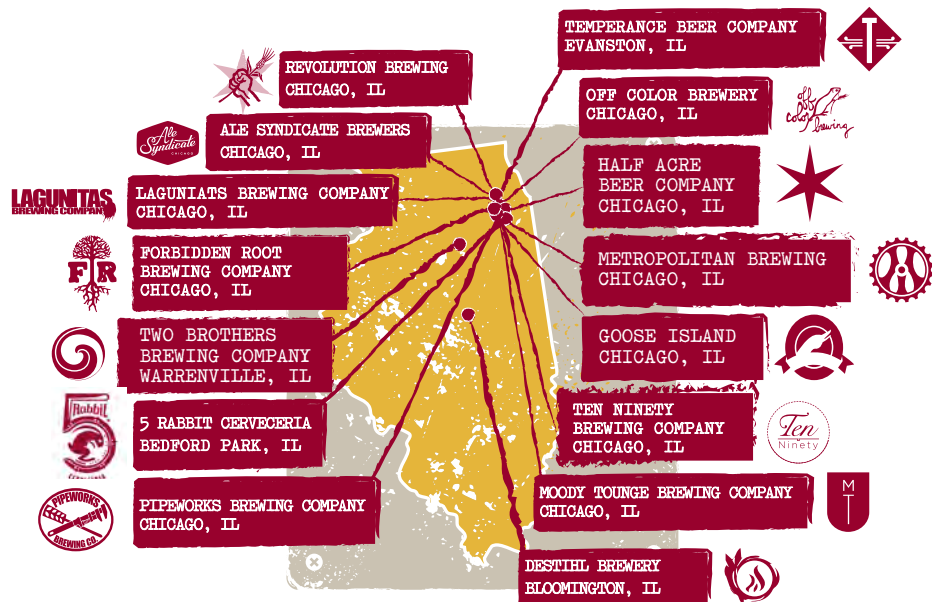 TEMPERANCE BEER COMPANY
EVANSTON, IL
T
REVOLUTION BREWING
CHICAGO, IL
OFF COLOR BREWERY
CHICAGO, IL
off
color
brewing
Ale
Syndicate
CHICAGO
ALE SYNDICATE BREWERS
CHICAGO, IL
HALF ACRE
BEER COMPANY
CHICAGO, IL
LAGUNITAS
BREWING COMPANY
LAGUNIATS BREWING COMPANY
CHICAGO, IL
F R
FORBIDDEN ROOT
BREWING COMPANY
CHICAGO, IL
METROPOLITAN BREWING
CHICAGO, IL
TWO BROTHERS
BREWING COMPANY
WARRENVILLE, IL
GOOSE ISLAND
CHICAGO, IL
5
Rabbit
5 RABBIT CERVECERIA
BEDFORD PARK, IL
TEN NINETY
BREWING COMPANY
CHICAGO, IL
Ten
Ninety
PIPEWORKS
BREWING CO.
PIPEWORKS BREWING COMPANY
CHICAGO, IL
MOODY TOUNGE BREWING COMPANY
CHICAGO, IL
M
T
DESTIHL BREWERY
BLOOMINGTON, IL